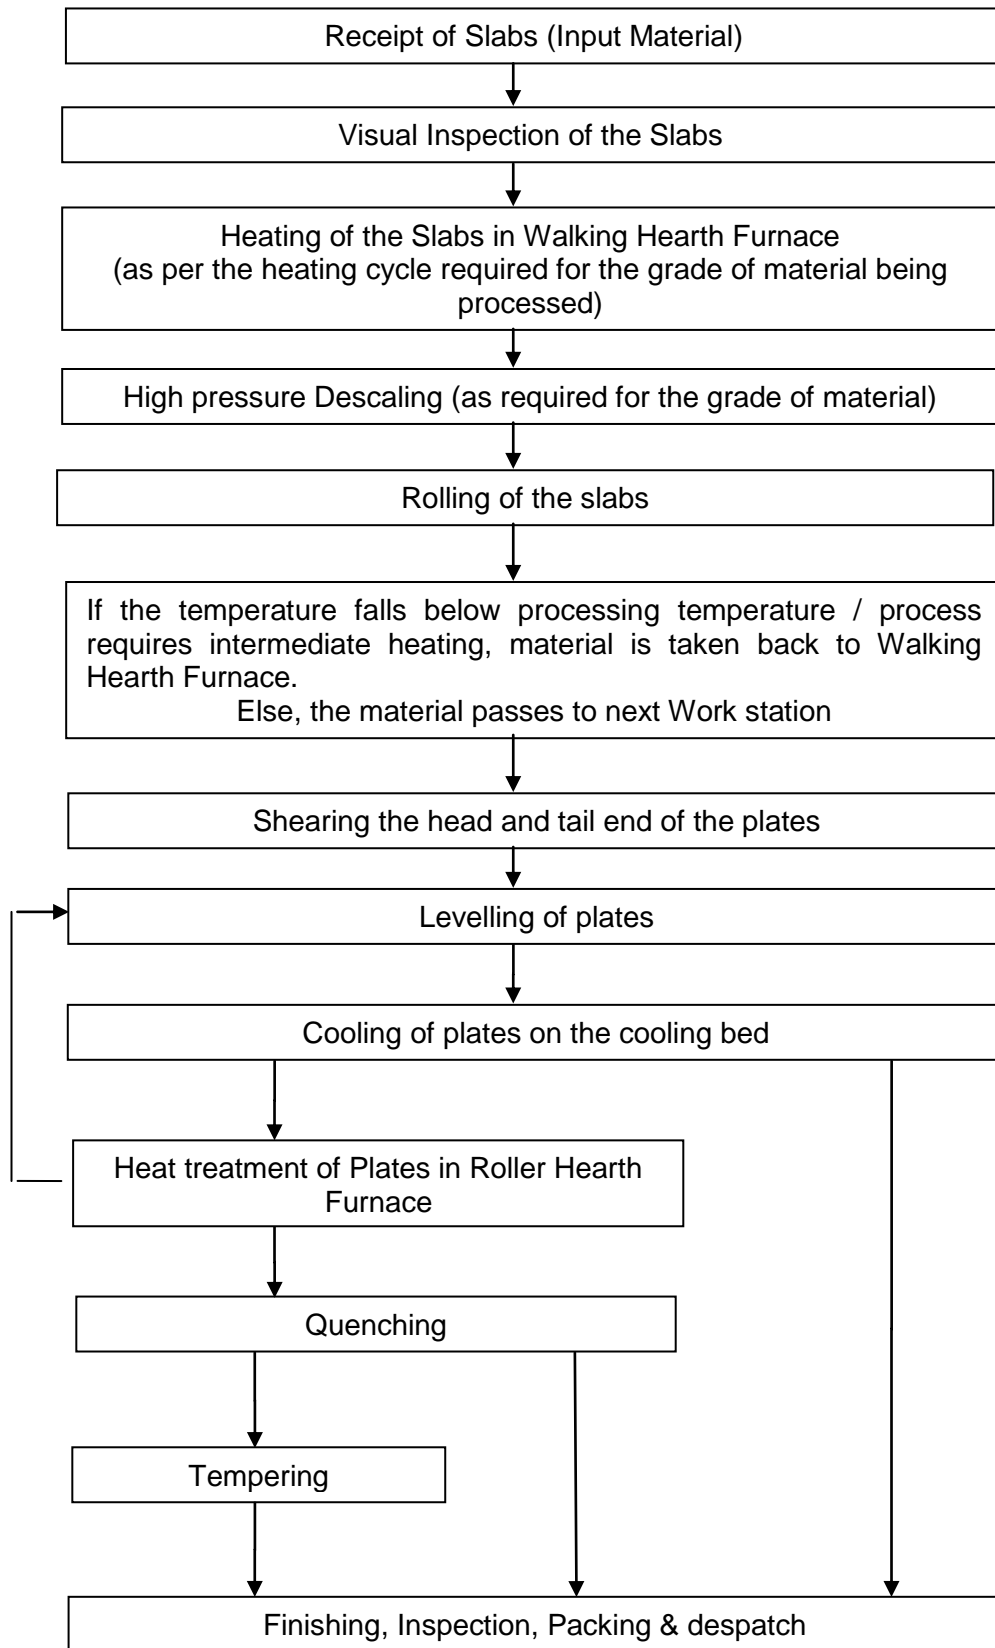 Receipt of Slabs (Input Material)
Visual Inspection of the Slabs
Heating of the Slabs in Walking Hearth Furnace
(as per the heating cycle required for the grade of material being
processed)
High pressure Descaling (as required for the grade of material)
Rolling of the slabs
If the temperature falls below processing temperature / process
requires intermediate heating, material is taken back to Walking
Hearth Furnace.
Else, the material passes to next Work station
Shearing the head and tail end of the plates
Levelling of plates
Cooling of plates on the cooling bed
Heat treatment of Plates in Roller Hearth
Furnace
Quenching
Tempering
Finishing, Inspection, Packing & despatch